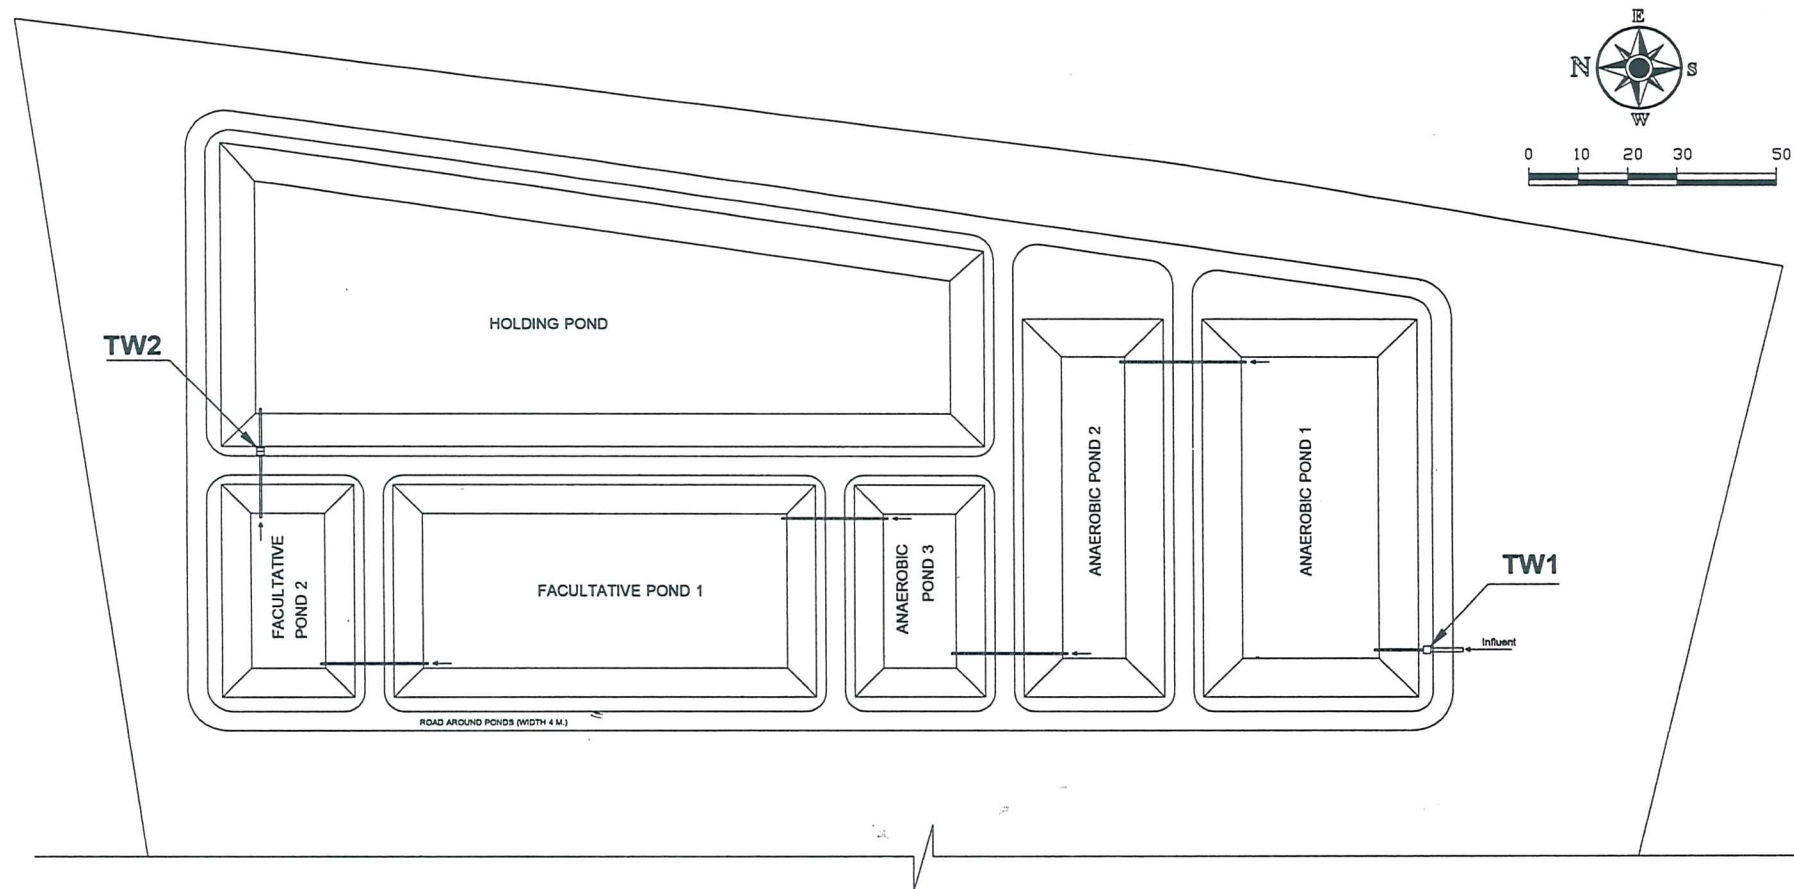 E
N
S
W
0 10 20 30 50
HOLDING POND
TW2
ANAEROBIC POND 2
ANAEROBIC POND 1
TW1
Influent
FACULTATIVE
POND 2
FACULTATIVE POND 1
ANAEROBIC
POND 3
ROAD AROUND PONDS (WIDTH 4 M.)